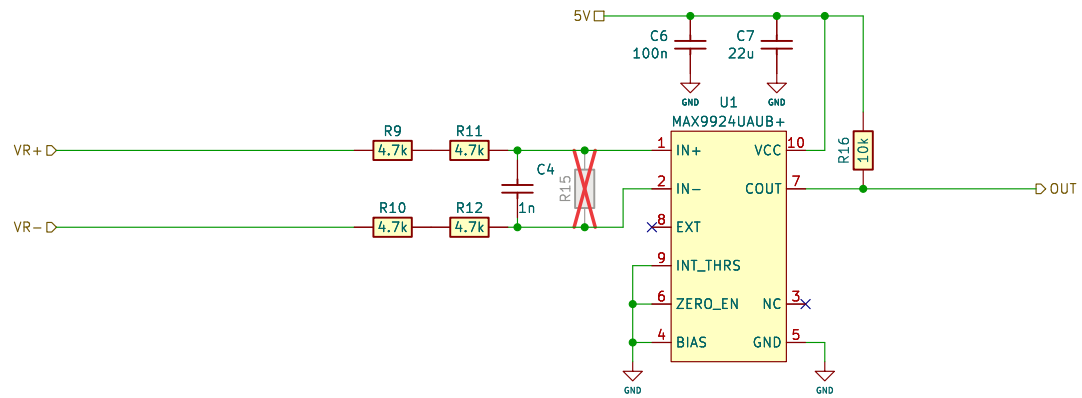 5V
C6
100n
C7
22u
GND
GND
U1
MAX9924UAUB+
R9
4.7k
R11
4.7k
VR+
C4
1n
R15
1
IN+
VCC
10
R16
10k
2
IN-
COUT
7
OUT
R10
4.7k
R12
4.7k
VR-
8
EXT
9
INT_THRS
6
ZERO_EN
NC
3
4
BIAS
GND
5
GND
GND